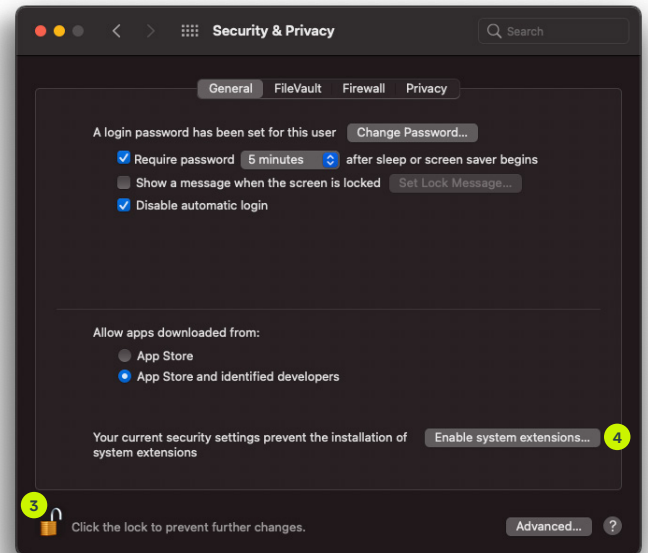 Security & Privacy
Search
General FileVault Firewall Privacy
A login password has been set for this user Change Password...
Require password 5 minutes after sleep or screen saver begins
Show a message when the screen is locked Set Lock Message...
Disable automatic login
Allow apps downloaded from:
App Store
App Store and identified developers
Your current security settings prevent the installation of Enable system extensions... 4
system extensions
3
Click the lock to prevent further changes. Advanced... ?